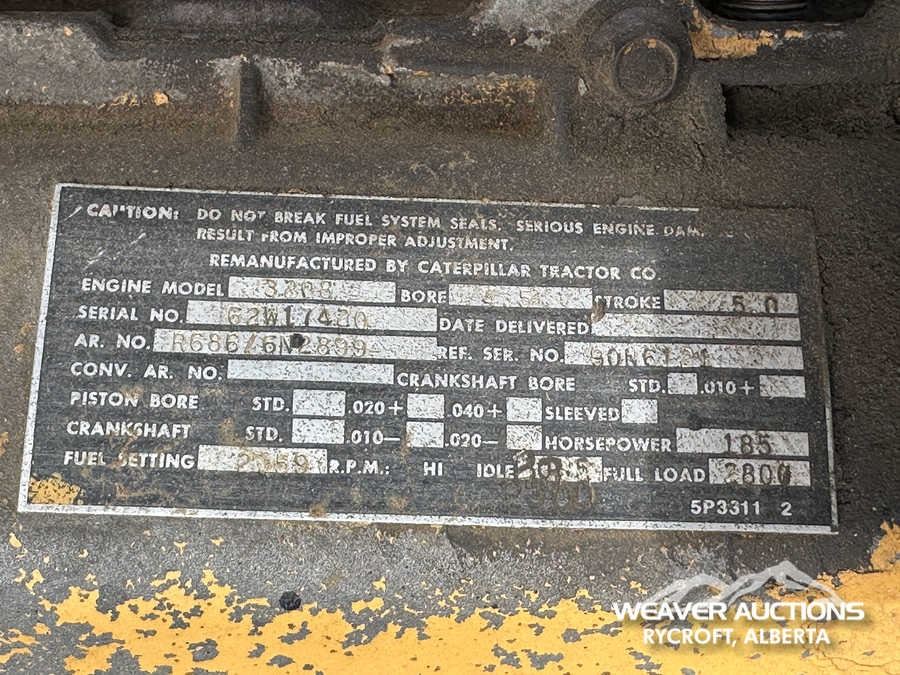 CAUTION: DO NOT BREAK FUEL SYSTEM SEALS. SERIOUS ENGINE
RESULT FROM IMPROPER ADJUSTMENT.
REMANUFACTURED BY CATERPILLAR TRACTOR CO.
ENGINE MODEL 3208 BORE 4.5 STROKE 5.0
SERIAL NO. DATE DELIVERED
AR. NO. REF. SER. NO.
CONV. AR. NO. CRANKSHAFT BORE STD. .010+
PISTON BORE STD. .020+ .040+ SLEEVED
CRANKSHAFT STD. .010– .020– HORSEPOWER 185
FUEL SETTING R.P.M.: HI IDLE FULL LOAD 2800
5P3311 2
WEAVER AUCTIONS
RYCROFT, ALBERTA